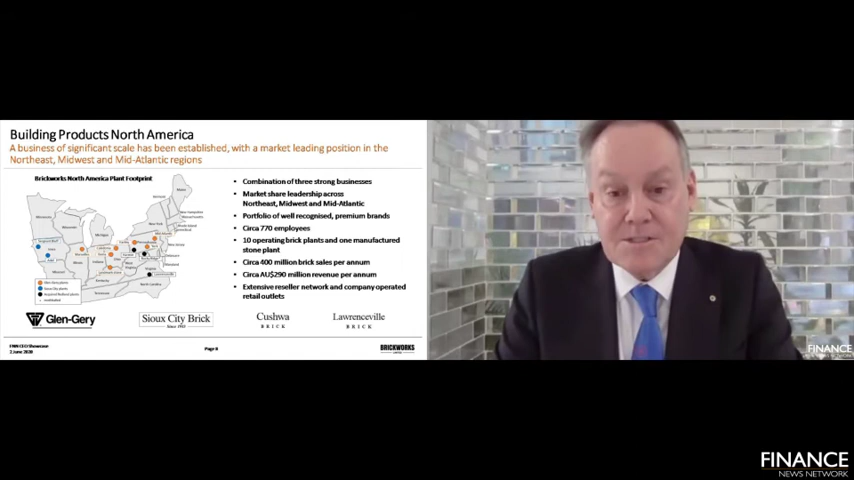 Building Products North America
A business of significant scale has been established, with a market leading position in the
Northeast, Midwest and Mid-Atlantic regions
Brickworks North America Plant Footprint
• Combination of three strong businesses
• Market share leadership across
Northeast, Midwest and Mid-Atlantic
• Portfolio of well recognised, premium brands
• Circa 770 employees
• 10 operating brick plants and one manufactured
stone plant
• Circa 400 million brick sales per annum
• Circa AU$290 million revenue per annum
• Extensive reseller network and company operated
retail outlets
Glen-Gery
Sioux City Brick
Cushwa
BRICK
Lawrenceville
BRICK
FNN CEO Showcase
2 June 2020
Page 8
BRICKWORKS
FINANCE
NEWS NETWORK
FINANCE
NEWS NETWORK